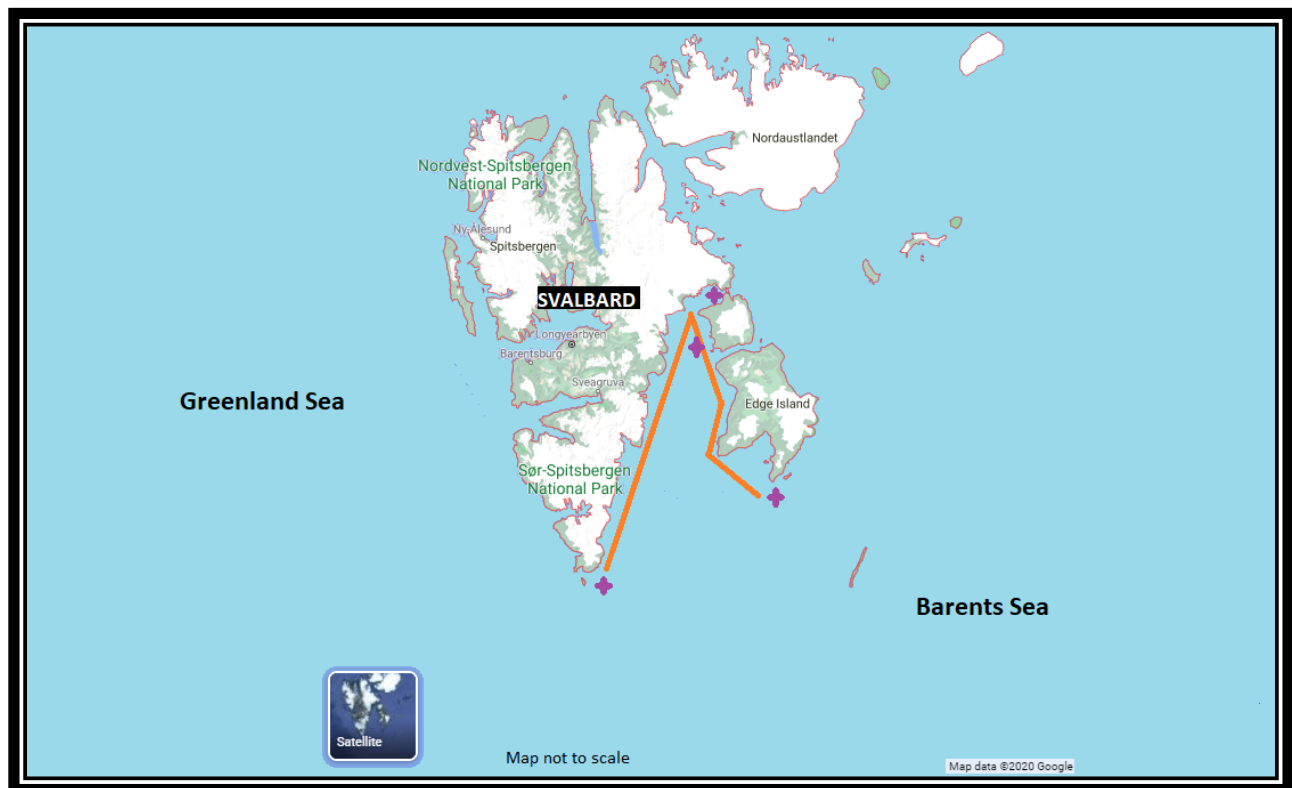 Nordaustlandet
Nordvest-Spitsbergen
National Park
Ny-Ålesund
Spitsbergen
SVALBARD
Longyearbyen
Barentsburg
Sveagruva
Greenland Sea
Edge Island
Sør-Spitsbergen
National Park
Barents Sea
Satellite
Map not to scale
Map data ©2020 Google